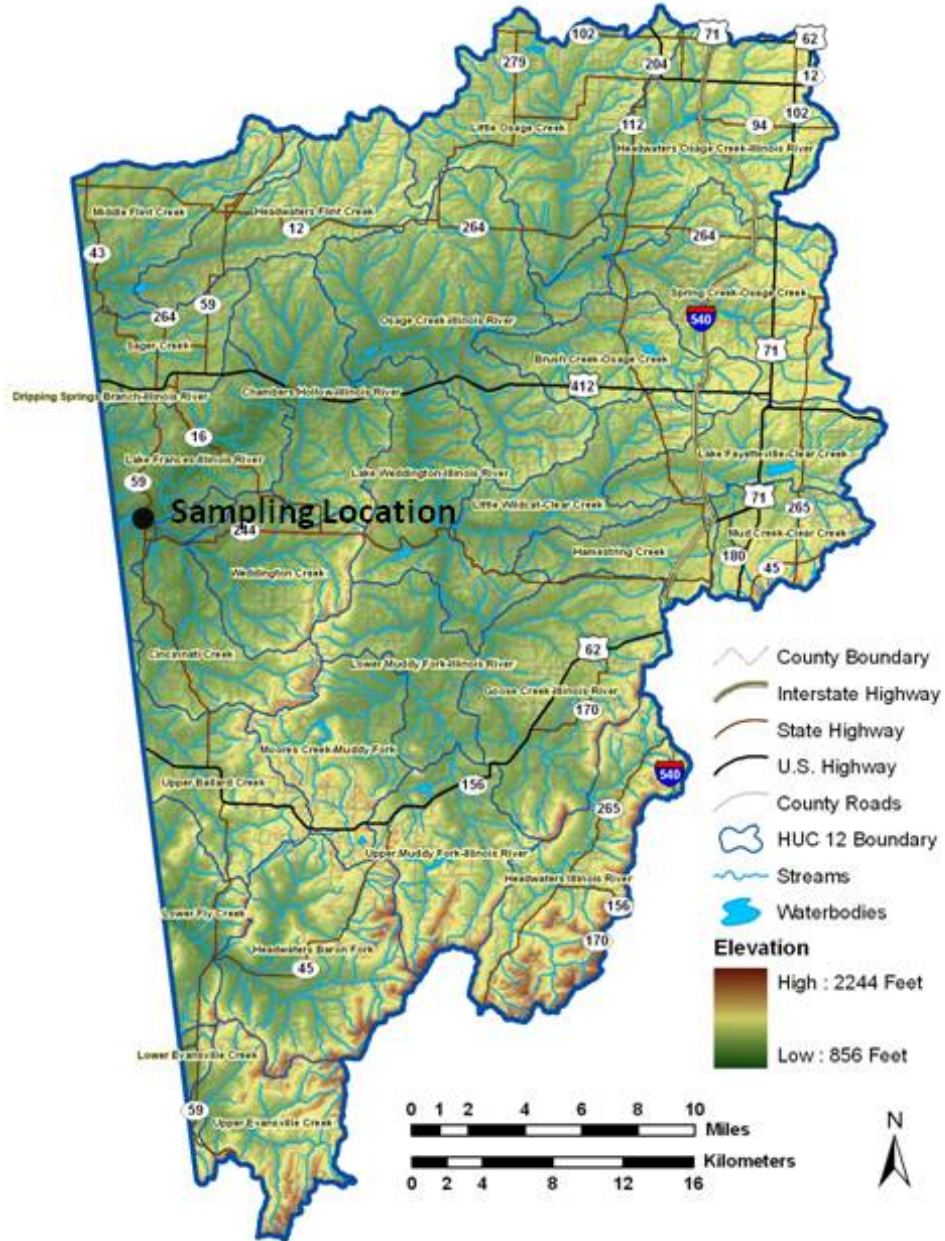 71
102
62
279
204
12
102
Little Osage Creek
112
94
Headwaters Osage Creek-Illinois River
Middle Flint Creek
Headwaters Flint Creek
12
264
264
43
59
264
Spring Creek-Osage Creek
Osage Creek-Illinois River
540
Sager Creek
Brush Creek-Osage Creek
71
412
Dripping Springs Branch-Illinois River
Chambers Hollow-Illinois River
16
Lake Frances-Illinois River
Lake Fayetteville-Clear Creek
Lake Weddington-Illinois River
59
Little Wildcat-Clear Creek
71
265
Sampling Location
244
Mud Creek-Clear Creek
Hamestring Creek
180
45
Weddington Creek
Cincinnati Creek
62
Lower Muddy Fork-Illinois River
Goose Creek-Illinois River
170
Moores Creek-Muddy Fork
540
Upper Ballard Creek
156
265
Upper Muddy Fork-Illinois River
Headwaters Illinois River
156
Lower Fly Creek
170
Headwaters Baron Fork
45
Lower Evansville Creek
59
Upper Evansville Creek
County Boundary
Interstate Highway
State Highway
U.S. Highway
County Roads
HUC 12 Boundary
Streams
Waterbodies
Elevation
High : 2244 Feet
Low : 856 Feet
0 1 2 4 6 8 10
Miles
Kilometers
0 2 4 8 12 16
N